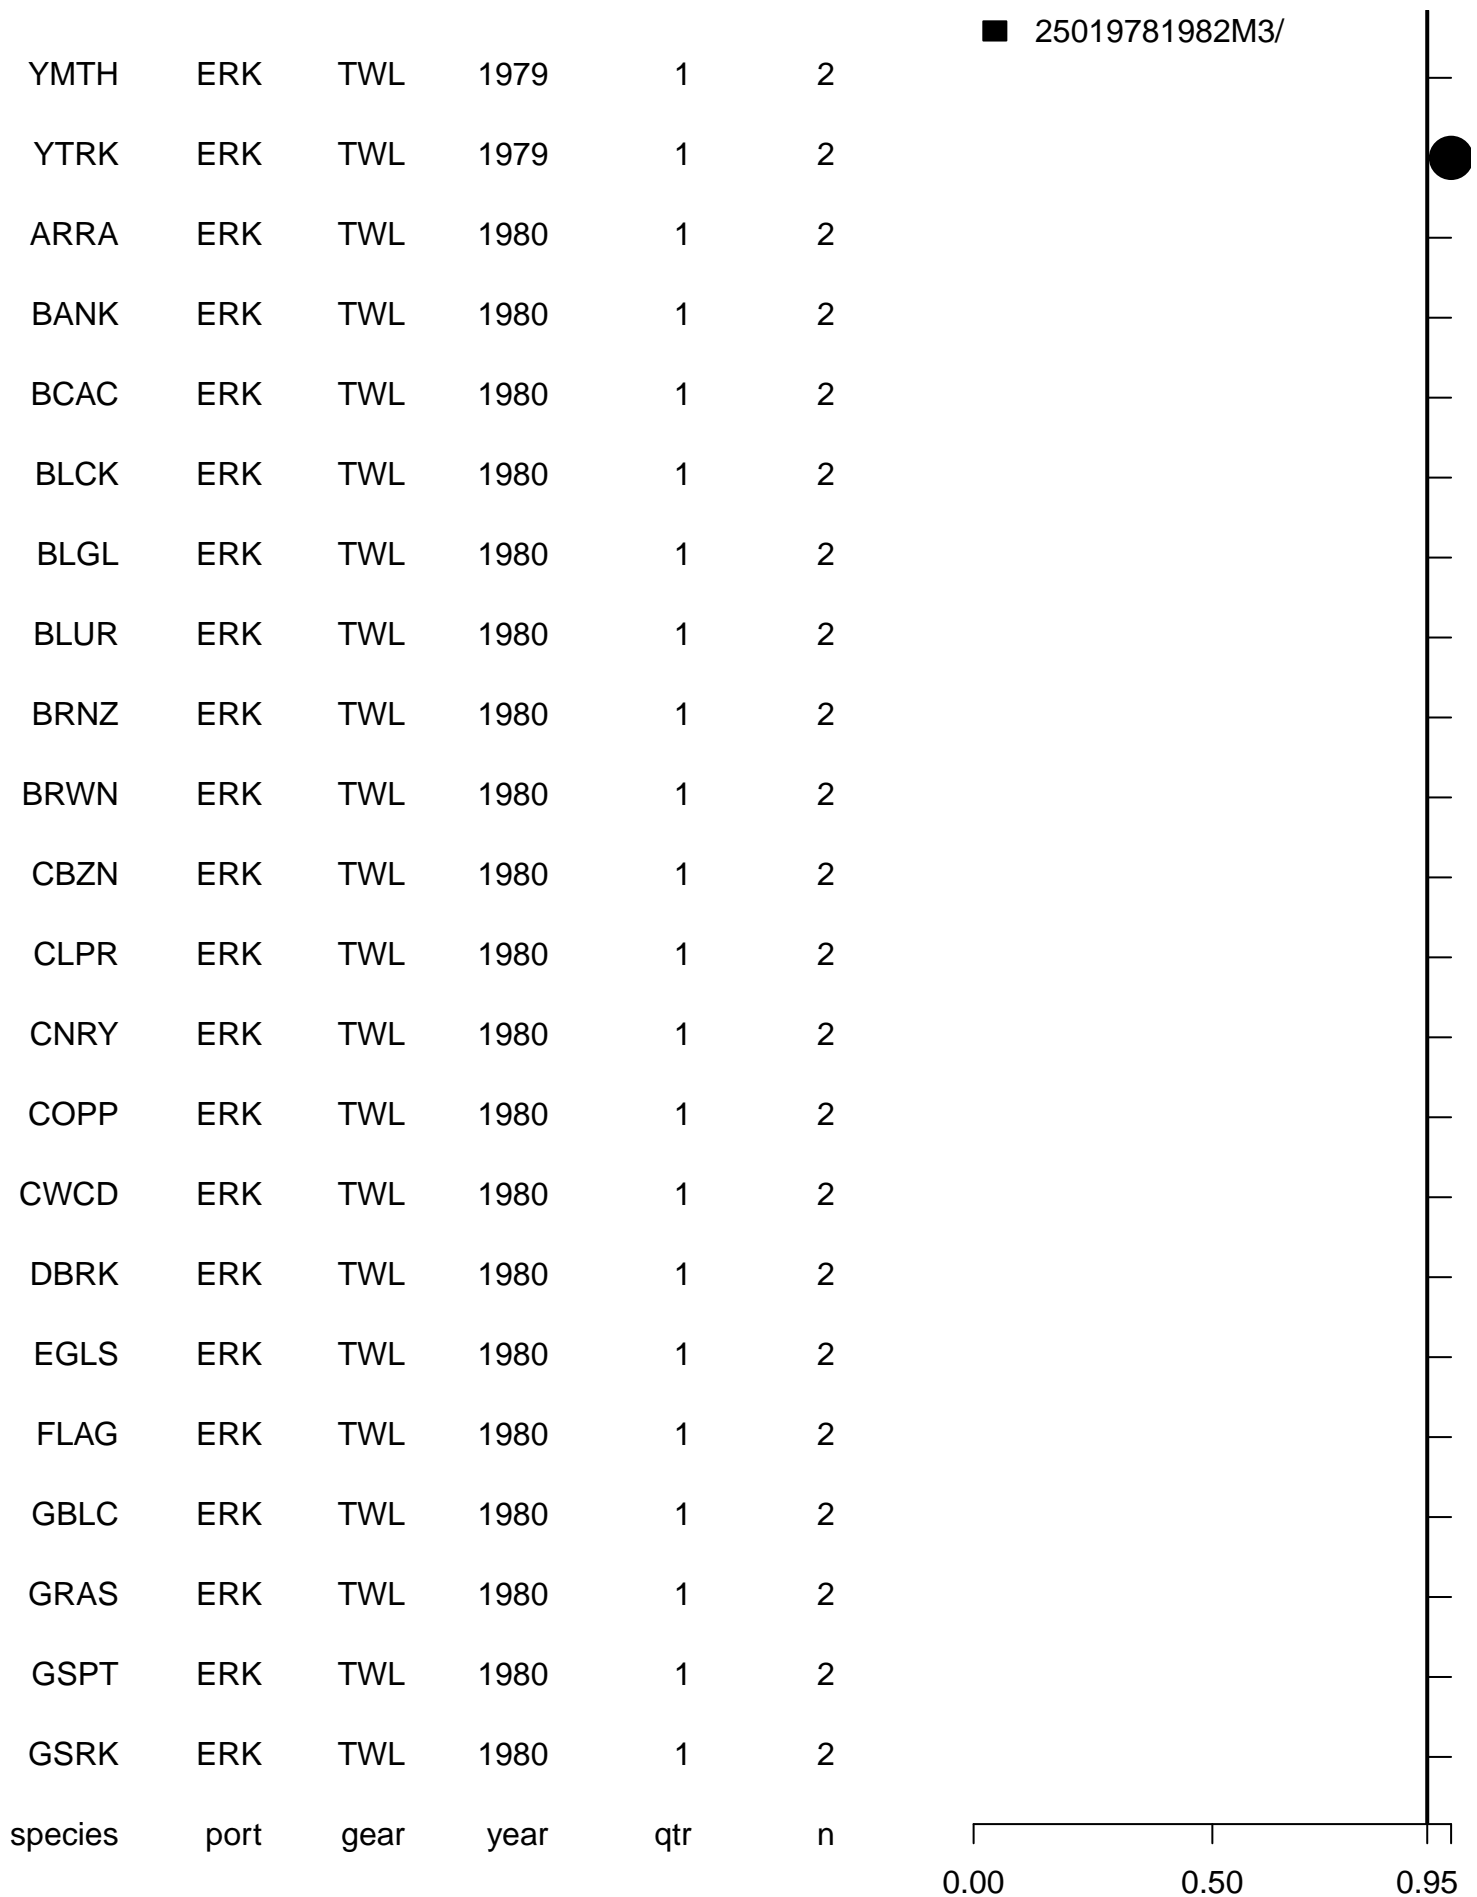 25019781982M3/
YMTH ERK TWL 1979 1 2
YTRK ERK TWL 1979 1 2
ARRA ERK TWL 1980 1 2
BANK ERK TWL 1980 1 2
BCAC ERK TWL 1980 1 2
BLCK ERK TWL 1980 1 2
BLGL ERK TWL 1980 1 2
BLUR ERK TWL 1980 1 2
BRNZ ERK TWL 1980 1 2
BRWN ERK TWL 1980 1 2
CBZN ERK TWL 1980 1 2
CLPR ERK TWL 1980 1 2
CNRY ERK TWL 1980 1 2
COPP ERK TWL 1980 1 2
CWCD ERK TWL 1980 1 2
DBRK ERK TWL 1980 1 2
EGLS ERK TWL 1980 1 2
FLAG ERK TWL 1980 1 2
GBLC ERK TWL 1980 1 2
GRAS ERK TWL 1980 1 2
GSPT ERK TWL 1980 1 2
GSRK ERK TWL 1980 1 2
species port gear year qtr n
0.00 0.50 0.95